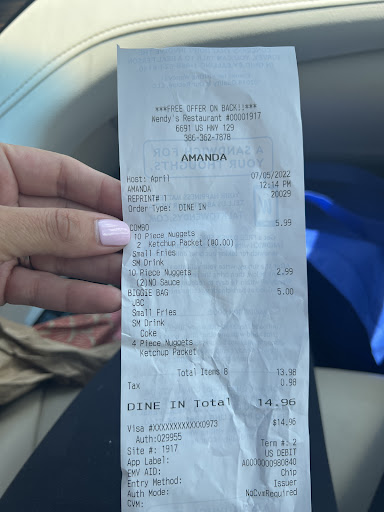 ***FREE OFFER ON BACK!!***
Wendy's Restaurant #00001917
6691 US HWY 129
386-362-7878
AMANDA
Host: April 07/05/2022
AMANDA 12:14 PM
REPRINT# 1 20029
Order Type: DINE IN
COMBO 5.99
10 Piece Nuggets
2 Ketchup Packet (@0.00)
Small Fries
SM Drink
10 Piece Nuggets 2.99
(2)NO Sauce
BIGGIE BAG 5.00
JBC
Small Fries
SM Drink
Coke
4 Piece Nuggets
Ketchup Packet
Total Items 8 13.98
Tax 0.98
DINE IN Total 14.96
Visa #XXXXXXXXXXXX0973 $14.96
Auth:029955
Site #: 1917 Term #: 2
App Label: US DEBIT
EMV AID: A0000000980840
Entry Method: Chip
Auth Mode: Issuer
CVM: NoCvmRequired